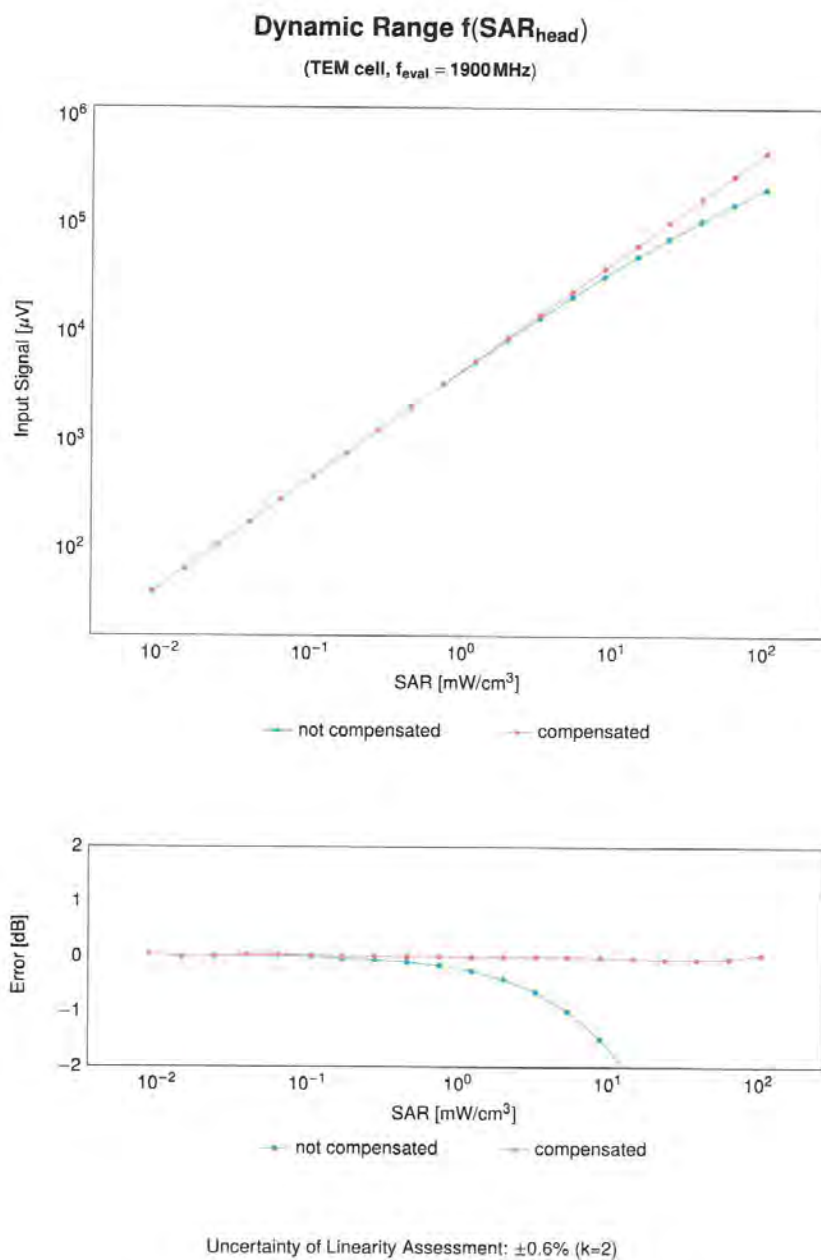 Dynamic Range f(SAR_head)
(TEM cell, f_eval = 1900 MHz)
10^6
10^5
10^4
10^3
10^2
Input Signal [μV]
10^-2 10^-1 10^0 10^1 10^2
SAR [mW/cm^3]
not compensated compensated
2
1
0
-1
-2
Error [dB]
10^-2 10^-1 10^0 10^1 10^2
SAR [mW/cm^3]
not compensated compensated
Uncertainty of Linearity Assessment: ±0.6% (k=2)